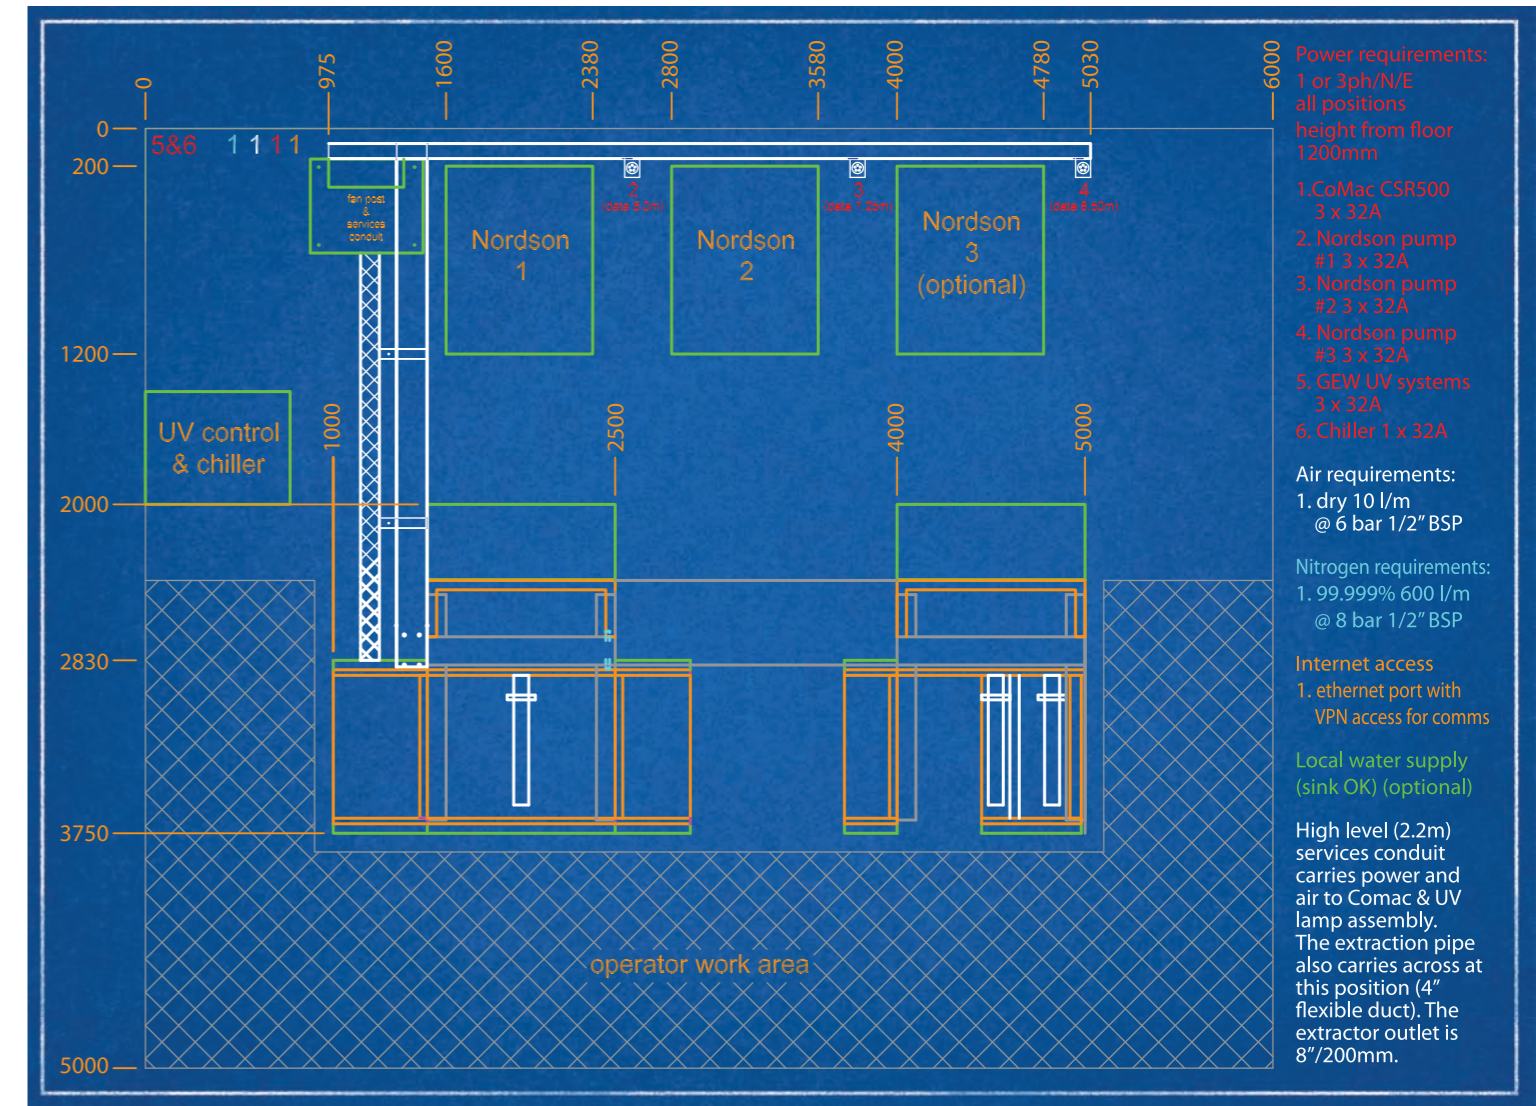 0
975
1600
2380
2800
3580
4000
4780
5030
6000
0
200
1200
2000
2830
3750
5000
5&6 1 1 1 1
fan post
&
services
conduit
Nordson
1
2
Nordson
2
3
Nordson
3
(optional)
4
UV control
& chiller
1000
2500
4000
5000
operator work area
Power requirements:
1 or 3ph/N/E
all positions
height from floor
1200mm
1.CoMac CSR500
3 x 32A
2. Nordson pump
#1 3 x 32A
3. Nordson pump
#2 3 x 32A
4. Nordson pump
#3 3 x 32A
5. GEW UV systems
3 x 32A
6. Chiller 1 x 32A
Air requirements:
1. dry 10 l/m
@ 6 bar 1/2” BSP
Nitrogen requirements:
1. 99.999% 600 l/m
@ 8 bar 1/2” BSP
Internet access
1. ethernet port with
VPN access for comms
Local water supply
(sink OK) (optional)
High level (2.2m)
services conduit
carries power and
air to Comac & UV
lamp assembly.
The extraction pipe
also carries across at
this position (4”
flexible duct). The
extractor outlet is
8”/200mm.